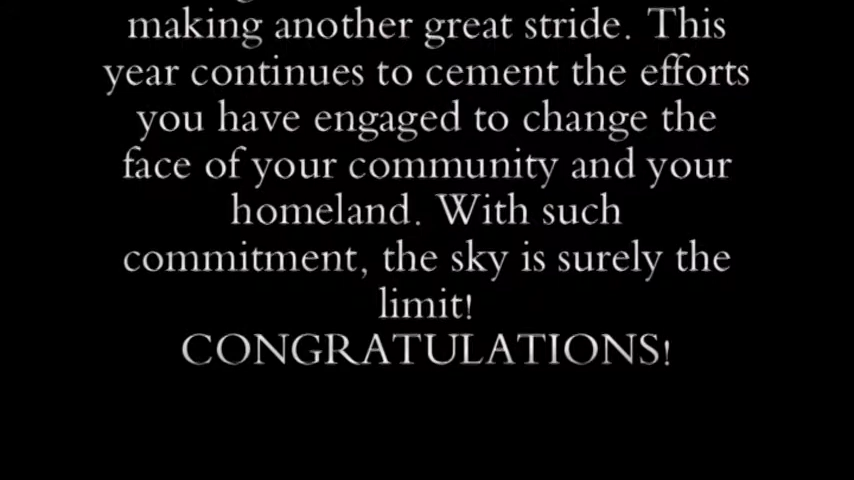 making another great stride. This
year continues to cement the efforts
you have engaged to change the
face of your community and your
homeland. With such
commitment, the sky is surely the
limit!
CONGRATULATIONS!